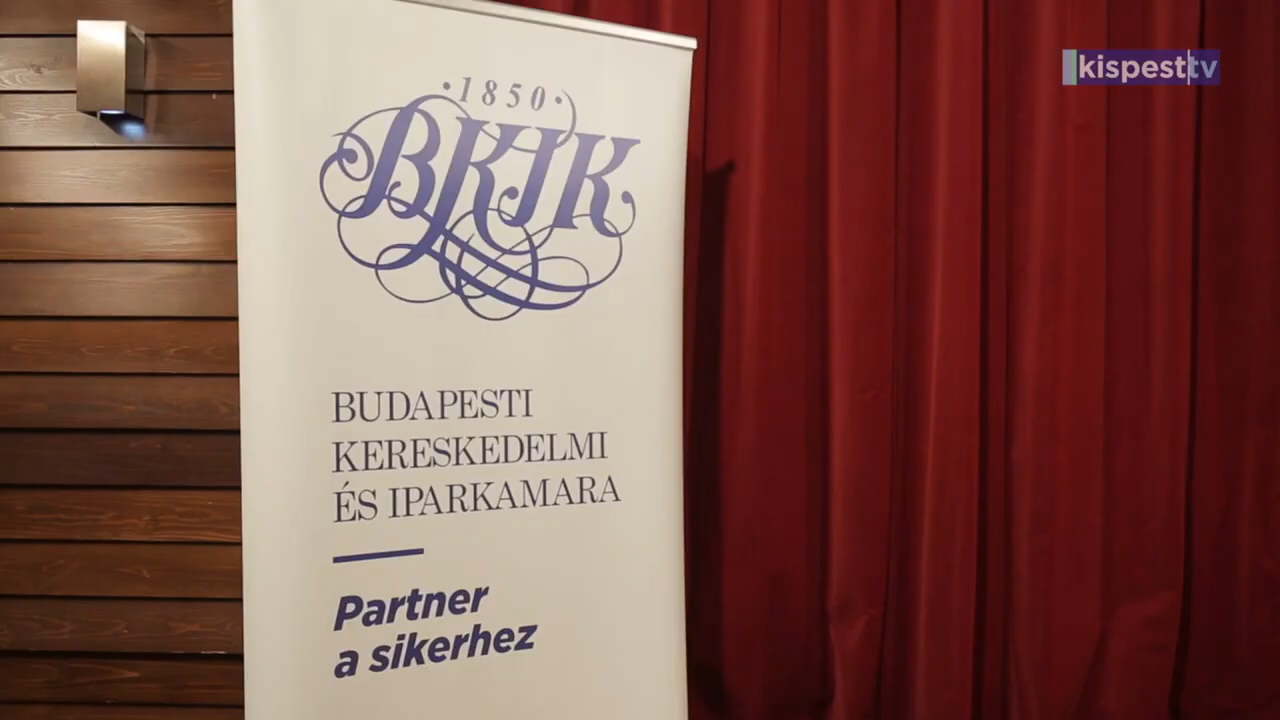 kispest tv
·1850·
BKIK
BUDAPESTI
KERESKEDELMI
ÉS IPARKAMARA
Partner
a sikerhez